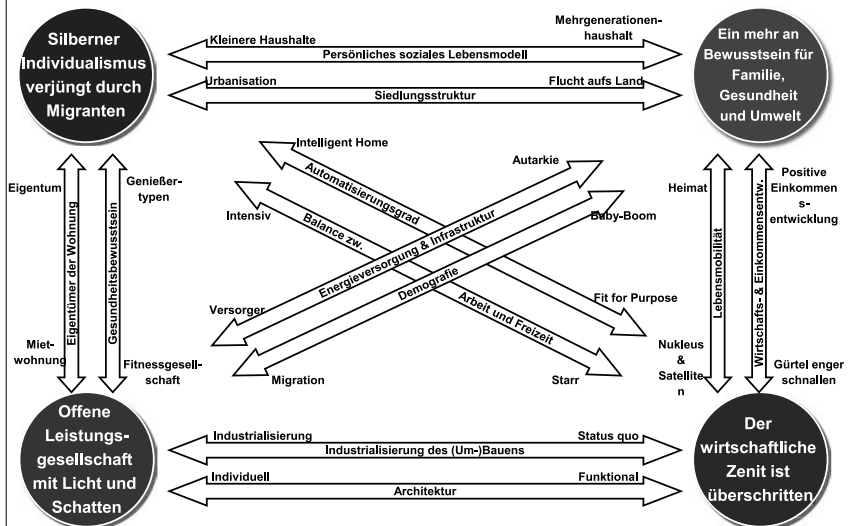 Silberner
Individualismus
verjüngt durch
Migranten
Kleinere Haushalte
Mehrgenerationen-
haushalt
Persönliches soziales Lebensmodell
Urbanisation
Flucht aufs Land
Siedlungsstruktur
Ein mehr an
Bewusstsein für
Familie,
Gesundheit
und Umwelt
Intelligent Home
Automatisierungsgrad
Fit for Purpose
Intensiv
Balance zw.
Arbeit und Freizeit
Starr
Autarkie
Energieversorgung & Infrastruktur
Versorger
Baby-Boom
Demografie
Migration
Eigentum
Eigentümer der Wohnung
Miet-
wohnung
Genießer-
typen
Gesundheitsbewusstsein
Fitnessgesell-
schaft
Heimat
Lebensmobilität
Nukleus
&
Satellite
n
Positive
Einkommen
s-
entwicklung
Wirtschafts- & Einkommensentw.
Gürtel enger
schnallen
Offene
Leistungs-
gesellschaft
mit Licht und
Schatten
Industrialisierung
Status quo
Industrialisierung des (Um-)Bauens
Individuell
Funktional
Architektur
Der
wirtschaftliche
Zenit ist
überschritten